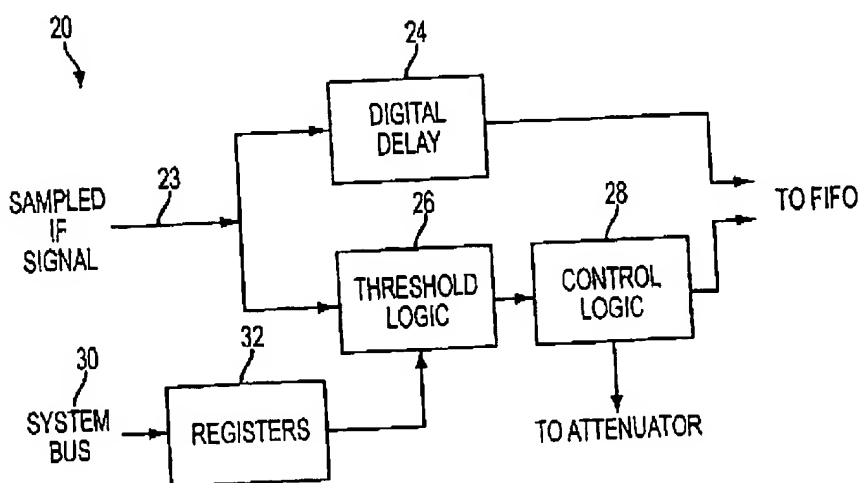 20
24
DIGITAL
DELAY
SAMPLED
IF
SIGNAL
23
26
28
TO FIFO
THRESHOLD
LOGIC
CONTROL
LOGIC
30
32
SYSTEM
BUS
REGISTERS
TO ATTENUATOR